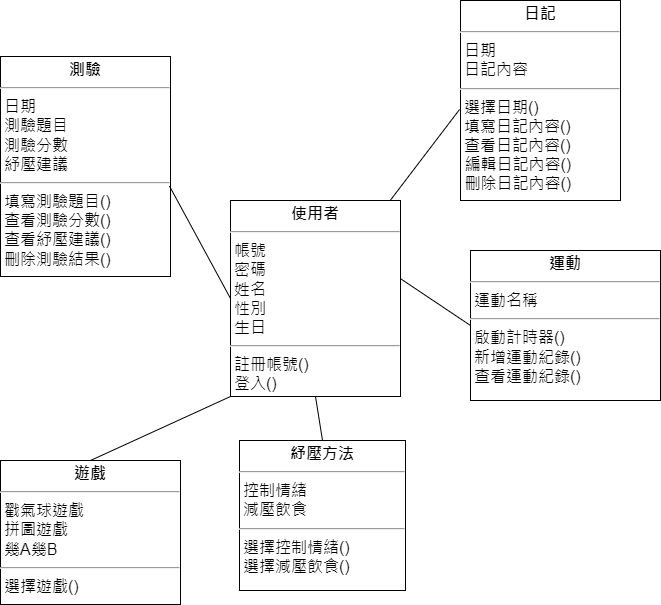 日記
日期
日記內容
選擇日期()
填寫日記內容()
查看日記內容()
編輯日記內容()
刪除日記內容()
測驗
日期
測驗題目
測驗分數
紓壓建議
填寫測驗題目()
查看測驗分數()
查看紓壓建議()
刪除測驗結果()
使用者
帳號
密碼
姓名
性別
生日
註冊帳號()
登入()
運動
運動名稱
啟動計時器()
新增運動紀錄()
查看運動紀錄()
遊戲
戳氣球遊戲
拼圖遊戲
幾A幾B
選擇遊戲()
紓壓方法
控制情緒
減壓飲食
選擇控制情緒()
選擇減壓飲食()